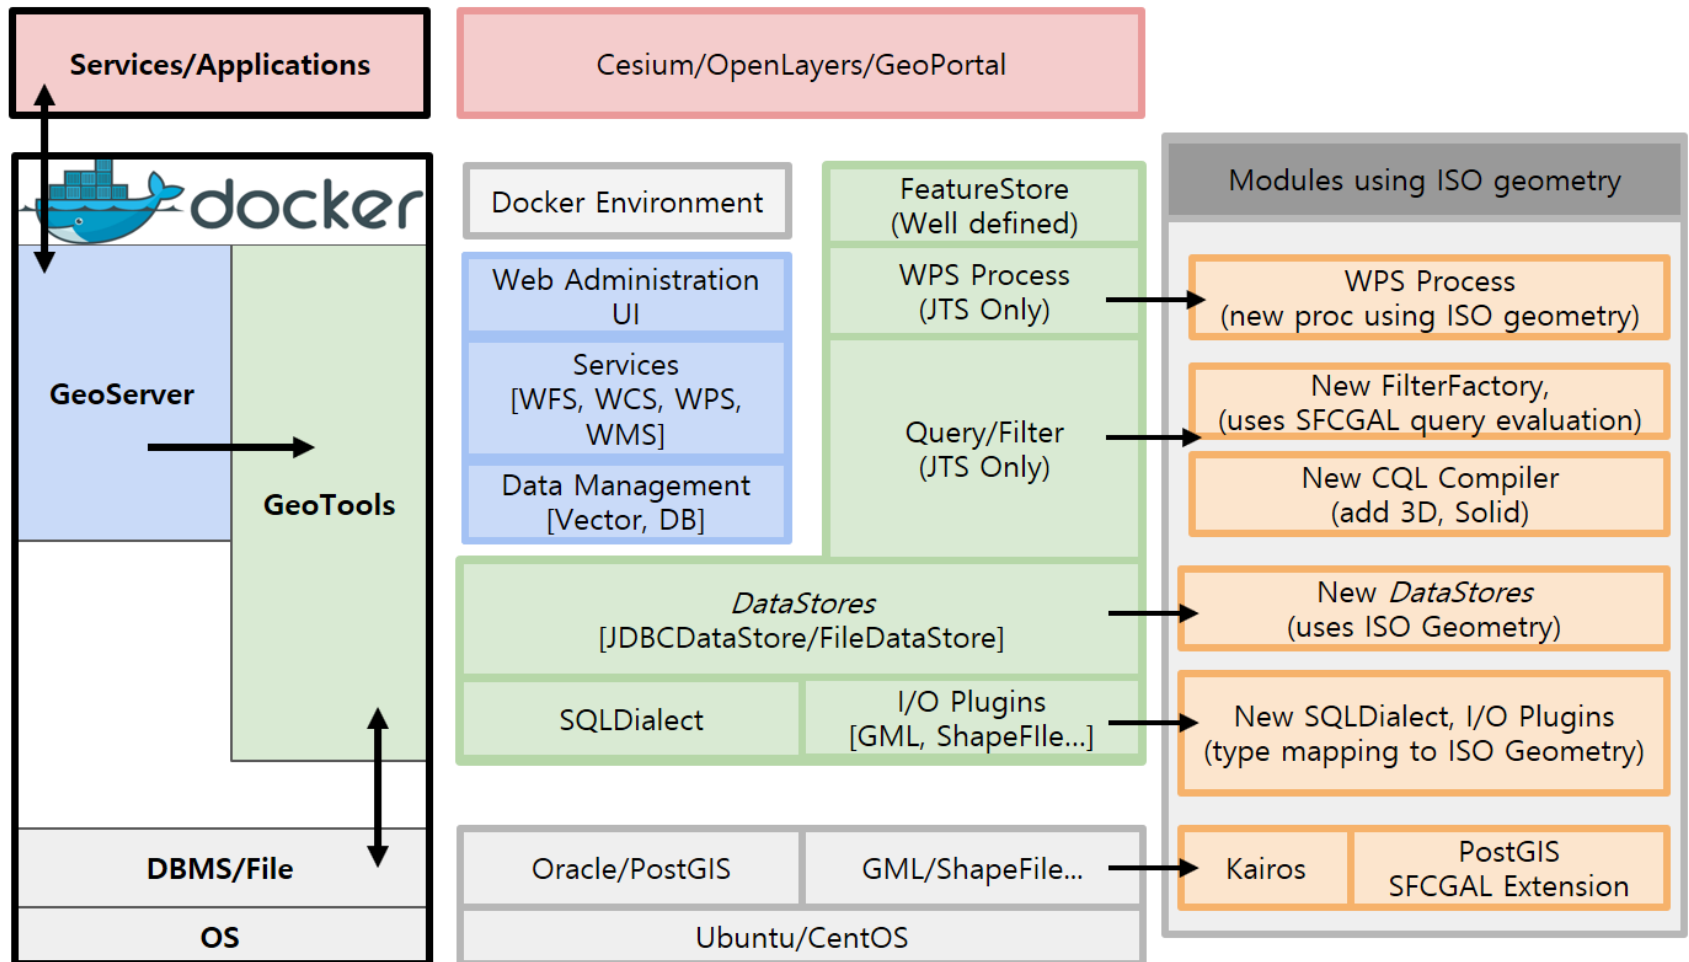 Services/Applications
Cesium/OpenLayers/GeoPortal
docker
GeoServer
GeoTools
DBMS/File
OS
Docker Environment
Web Administration
UI
Services
[WFS, WCS, WPS,
WMS]
Data Management
[Vector, DB]
FeatureStore
(Well defined)
WPS Process
(JTS Only)
Query/Filter
(JTS Only)
DataStores
[JDBCDataStore/FileDataStore]
SQLDialect
I/O Plugins
[GML, ShapeFIle...]
Oracle/PostGIS
GML/ShapeFile...
Ubuntu/CentOS
Modules using ISO geometry
WPS Process
(new proc using ISO geometry)
New FilterFactory,
(uses SFCGAL query evaluation)
New CQL Compiler
(add 3D, Solid)
New DataStores
(uses ISO Geometry)
New SQLDialect, I/O Plugins
(type mapping to ISO Geometry)
Kairos
PostGIS
SFCGAL Extension